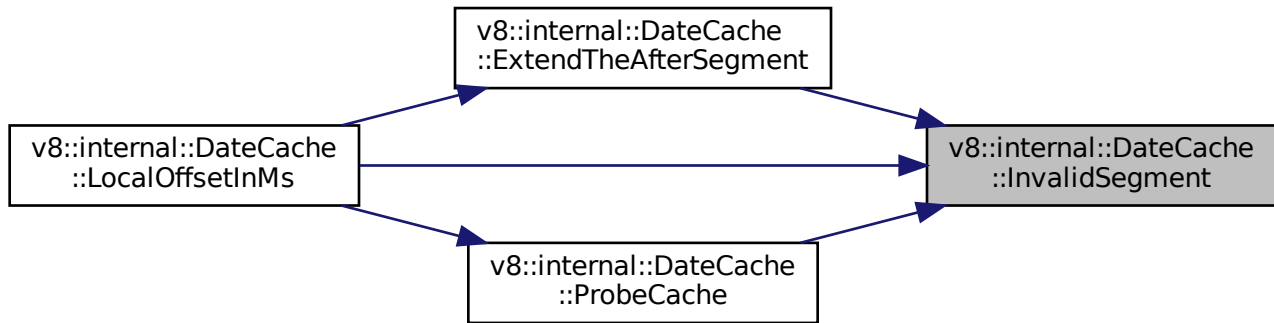 v8::internal::DateCache
::ExtendTheAfterSegment
v8::internal::DateCache
::LocalOffsetInMs
v8::internal::DateCache
::InvalidSegment
v8::internal::DateCache
::ProbeCache